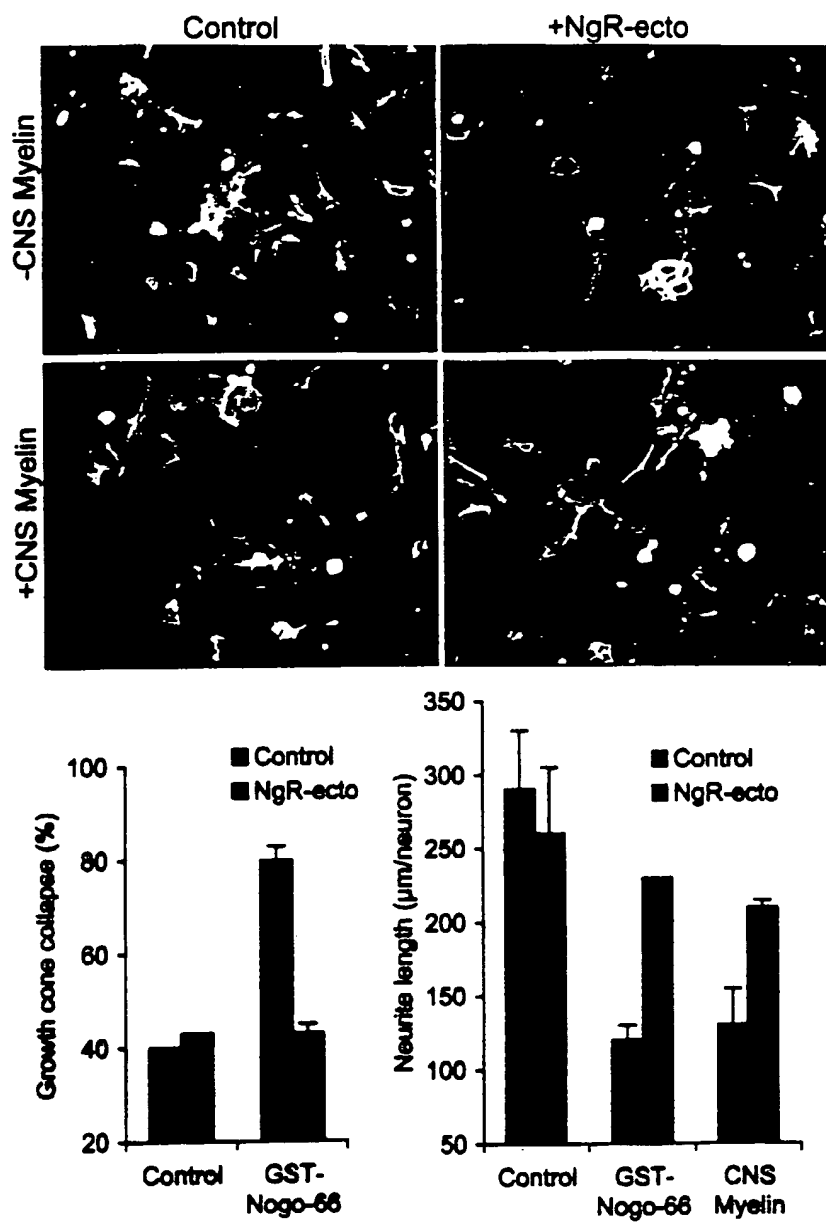 Control
+NgR-ecto
-CNS Myelin
+CNS Myelin
Growth cone collapse (%)
100
80
60
40
20
Control
NgR-ecto
Control
GST-
Nogo-66
Neurite length (µm/neuron)
350
300
250
200
150
100
50
Control
NgR-ecto
Control
GST-
Nogo-66
CNS
Myelin